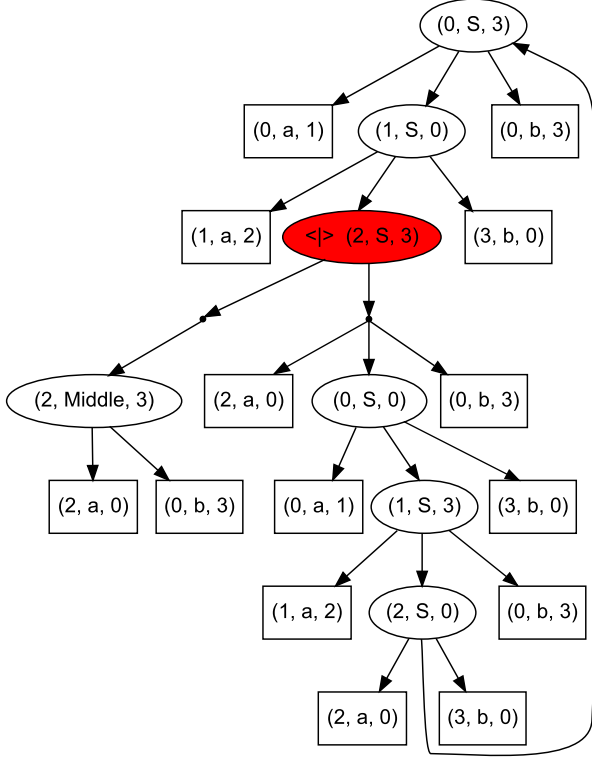 (0, S, 3)
(0, a, 1)
(1, S, 0)
(0, b, 3)
(1, a, 2)
<|> (2, S, 3)
(3, b, 0)
(2, Middle, 3)
(2, a, 0)
(0, S, 0)
(0, b, 3)
(2, a, 0)
(0, b, 3)
(0, a, 1)
(1, S, 3)
(3, b, 0)
(1, a, 2)
(2, S, 0)
(0, b, 3)
(2, a, 0)
(3, b, 0)